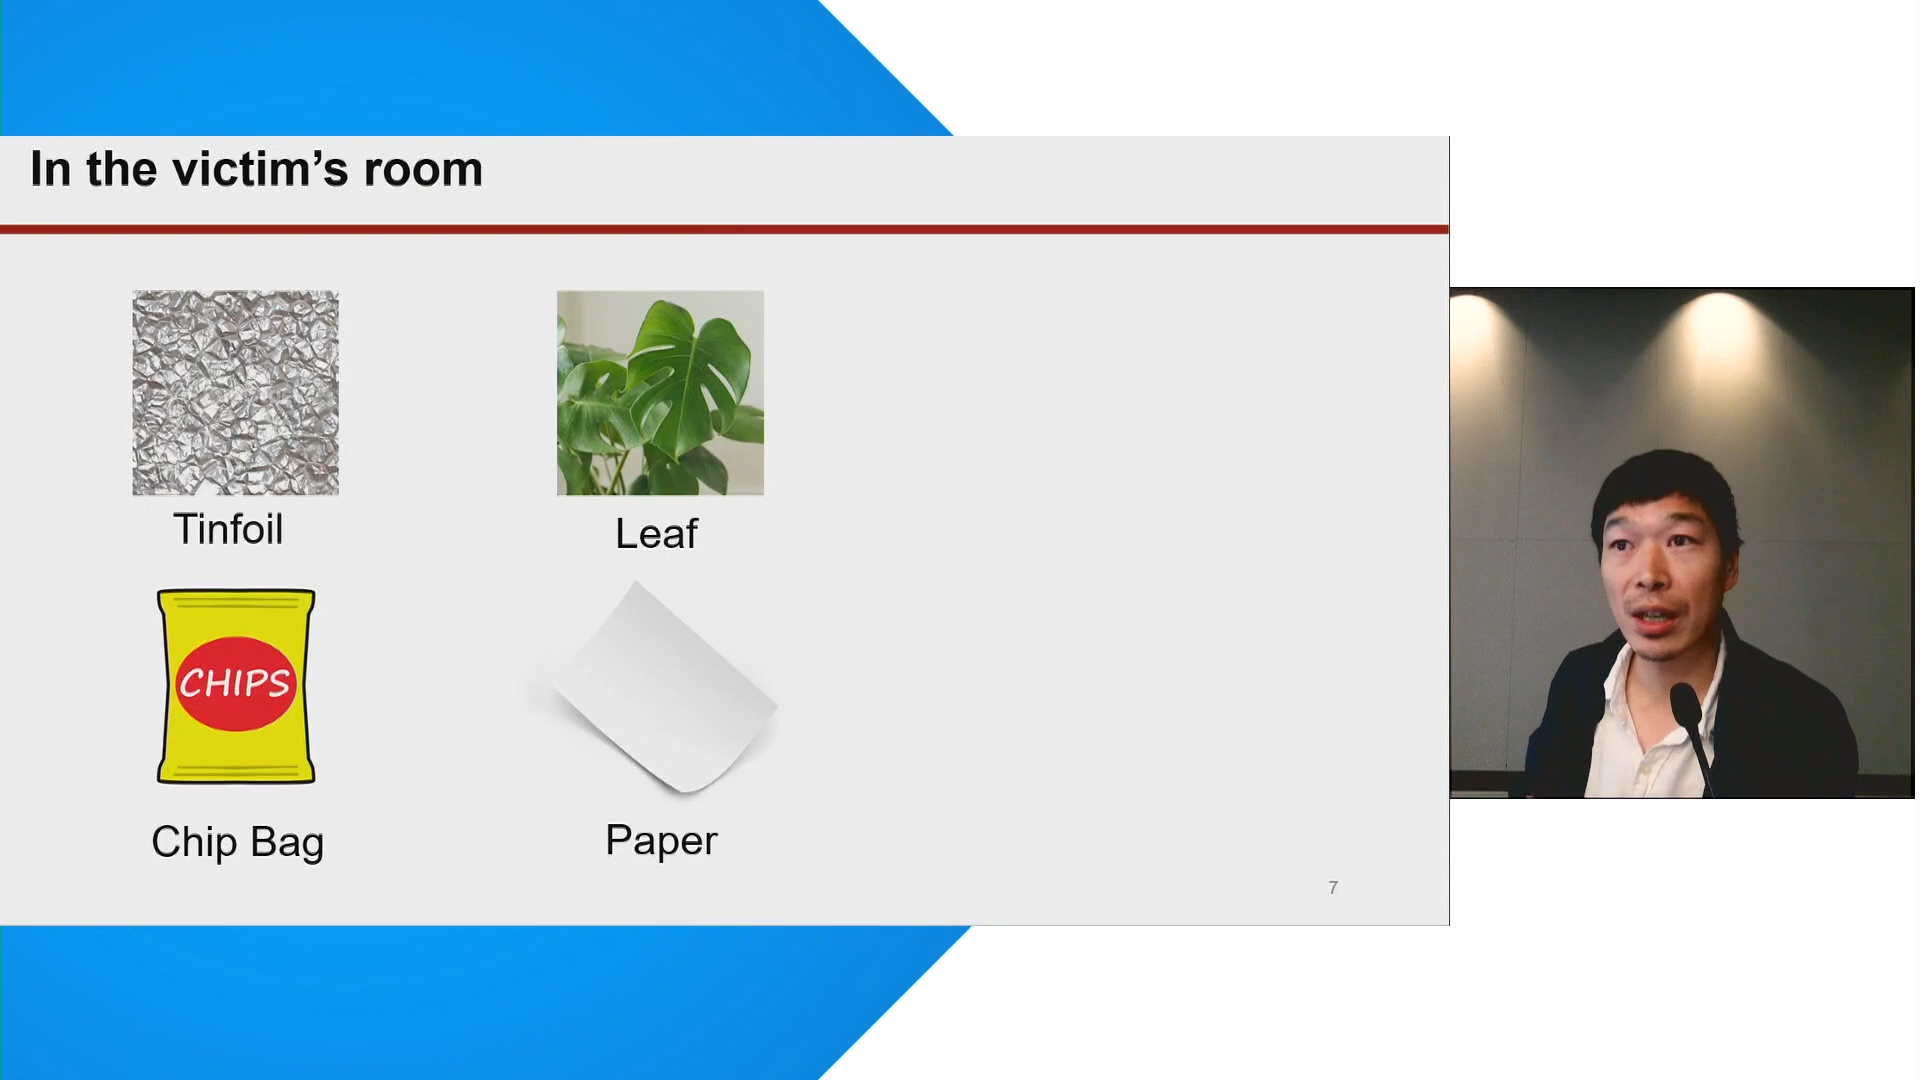 In the victim’s room
Tinfoil
Leaf
CHIPS
Chip Bag
Paper
7